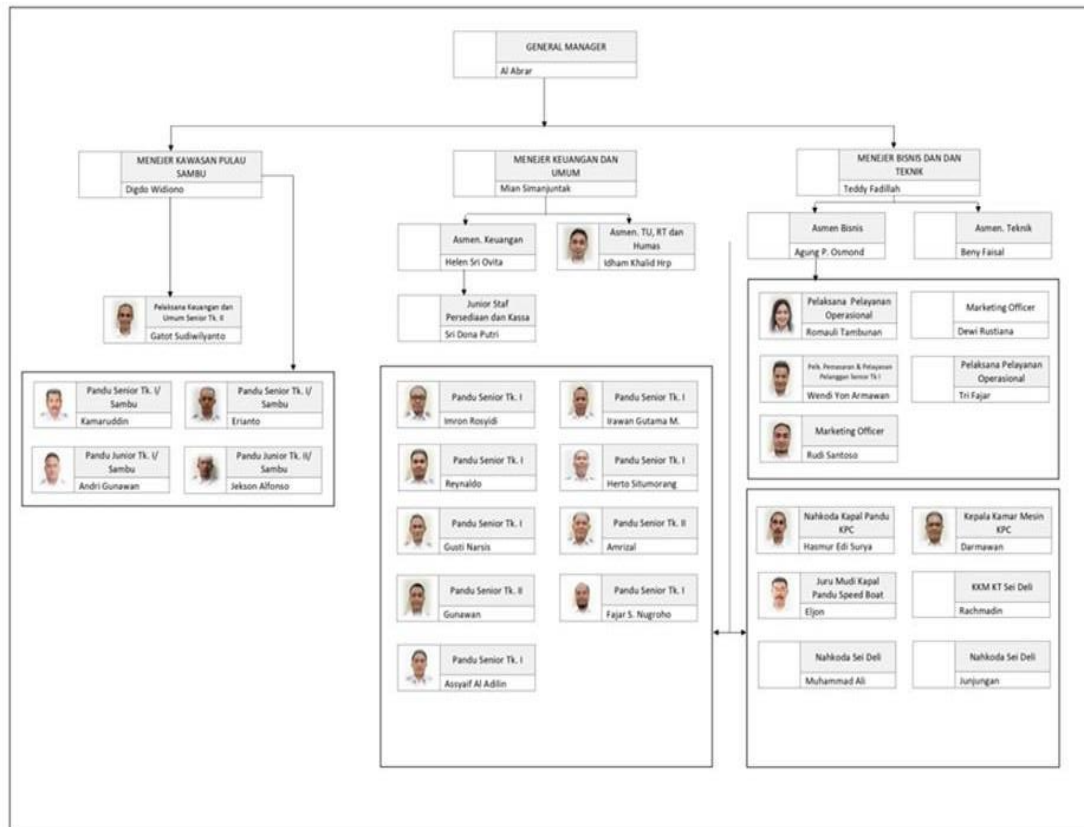 GENERAL MANAGER
Al Abrar
MENEJER KAWASAN PULAU
SAMBU
Digdo Widiono
MENEJER KEUANGAN DAN
UMUM
Mian Simanjuntak
MENEJER BISNIS DAN DAN
TEKNIK
Teddy Fadillah
Asmen. Keuangan
Helen Sri Ovita
Asmen. TU, RT dan
Humas
Idham Khalid Hrp
Asmen Bisnis
Agung P. Osmond
Asmen. Teknik
Beny Faisal
Pelaksana Keuangan dan
Umum Senior Tk. II
Gatot Sudiwilyanto
Junior Staf
Persediaan dan Kassa
Sri Dona Putri
Pelaksana Pelayanan
Operasional
Romauli Tambunan
Marketing Officer
Dewi Rustiana
Pelk. Pemasaran & Pelayanan
Pelanggan Senior Tk I
Wendi Yon Armawan
Pelaksana Pelayanan
Operasional
Tri Fajar
Marketing Officer
Rudi Santoso
Pandu Senior Tk. I/
Sambu
Kamaruddin
Pandu Senior Tk. I/
Sambu
Erianto
Pandu Junior Tk. I/
Sambu
Andri Gunawan
Pandu Junior Tk. II/
Sambu
Jekson Alfonso
Pandu Senior Tk. I
Imron Rosyidi
Pandu Senior Tk. I
Irawan Gutama M.
Pandu Senior Tk. I
Reynaldo
Pandu Senior Tk. I
Herto Situmorang
Pandu Senior Tk. I
Gusti Narsis
Pandu Senior Tk. II
Amrizal
Pandu Senior Tk. II
Gunawan
Pandu Senior Tk. I
Fajar S. Nugroho
Pandu Senior Tk. I
Assyaif Al Adilin
Nahkoda Kapal Pandu
KPC
Hasmur Edi Surya
Kepala Kamar Mesin
KPC
Darmawan
Juru Mudi Kapal
Pandu Speed Boat
Eljon
KKM KT Sei Deli
Rachmadin
Nahkoda Sei Deli
Muhammad Ali
Nahkoda Sei Deli
Junjungan